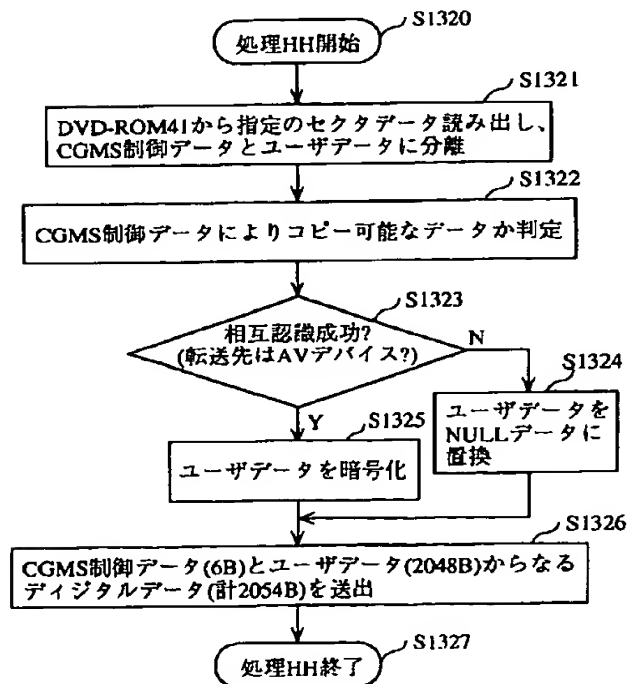 S1320
処理HH開始
S1321
DVD-ROM41から指定のセクタデータ読み出し、
CGMS制御データとユーザデータに分離
S1322
CGMS制御データによりコピー可能なデータか判定
S1323
相互認識成功?
(転送先はAVデバイス?)
N
S1324
ユーザデータを
NULLデータに
置換
Y
S1325
ユーザデータを暗号化
S1326
CGMS制御データ(6B)とユーザデータ(2048B)からなる
ディジタルデータ(計2054B)を送出
S1327
処理HH終了